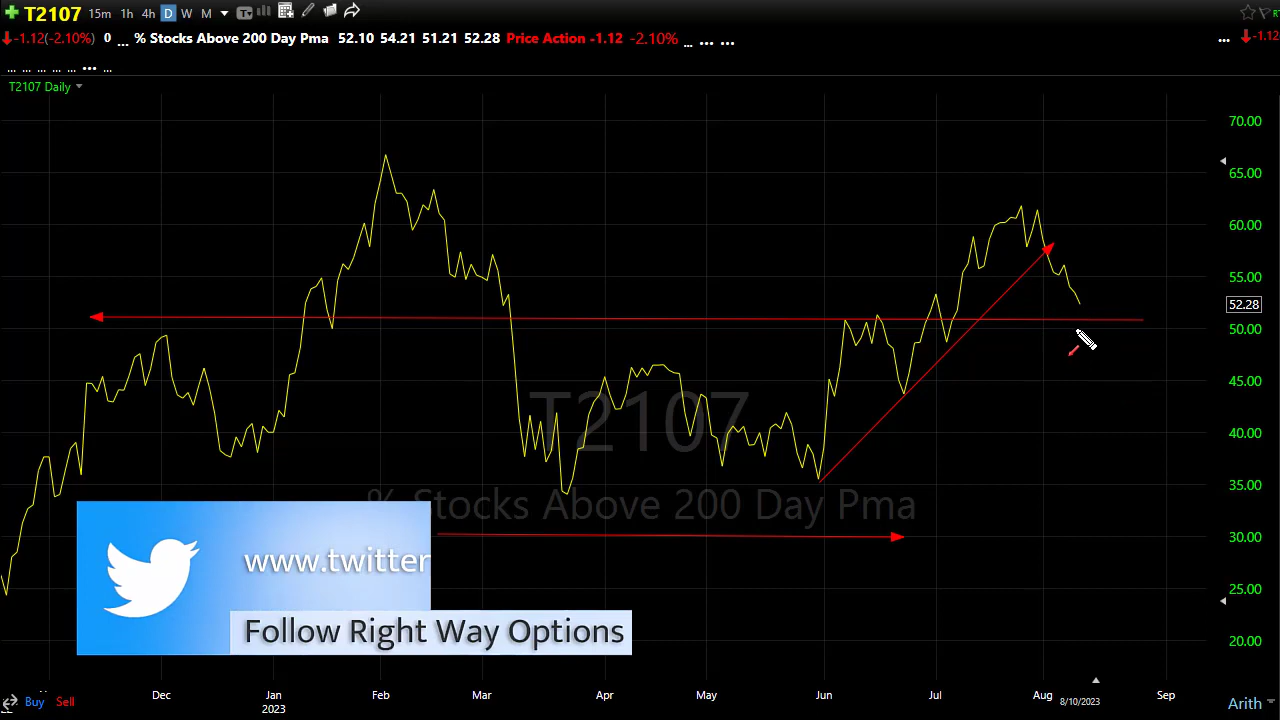 T2107 15m 1h 4h D W M
-1.12(-2.10%) 0 ... % Stocks Above 200 Day Pma 52.10 54.21 51.21 52.28 Price Action -1.12 -2.10% ... ... ... ... -1.12
... ... ... ... ... ... ...
T2107 Daily
70.00
65.00
60.00
55.00
52.28
50.00
45.00
40.00
35.00
30.00
25.00
20.00
T2107
% Stocks Above 200 Day Pma
www.twitter
Follow Right Way Options
Dec Jan Feb Mar Apr May Jun Jul Aug Sep
2023 8/10/2023
Buy Sell Arith